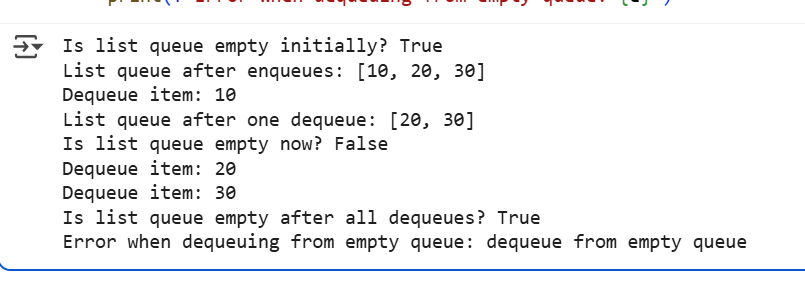 print(f"Error when dequeuing from empty queue: {e}")
Is list queue empty initially? True
List queue after enqueues: [10, 20, 30]
Dequeue item: 10
List queue after one dequeue: [20, 30]
Is list queue empty now? False
Dequeue item: 20
Dequeue item: 30
Is list queue empty after all dequeues? True
Error when dequeuing from empty queue: dequeue from empty queue